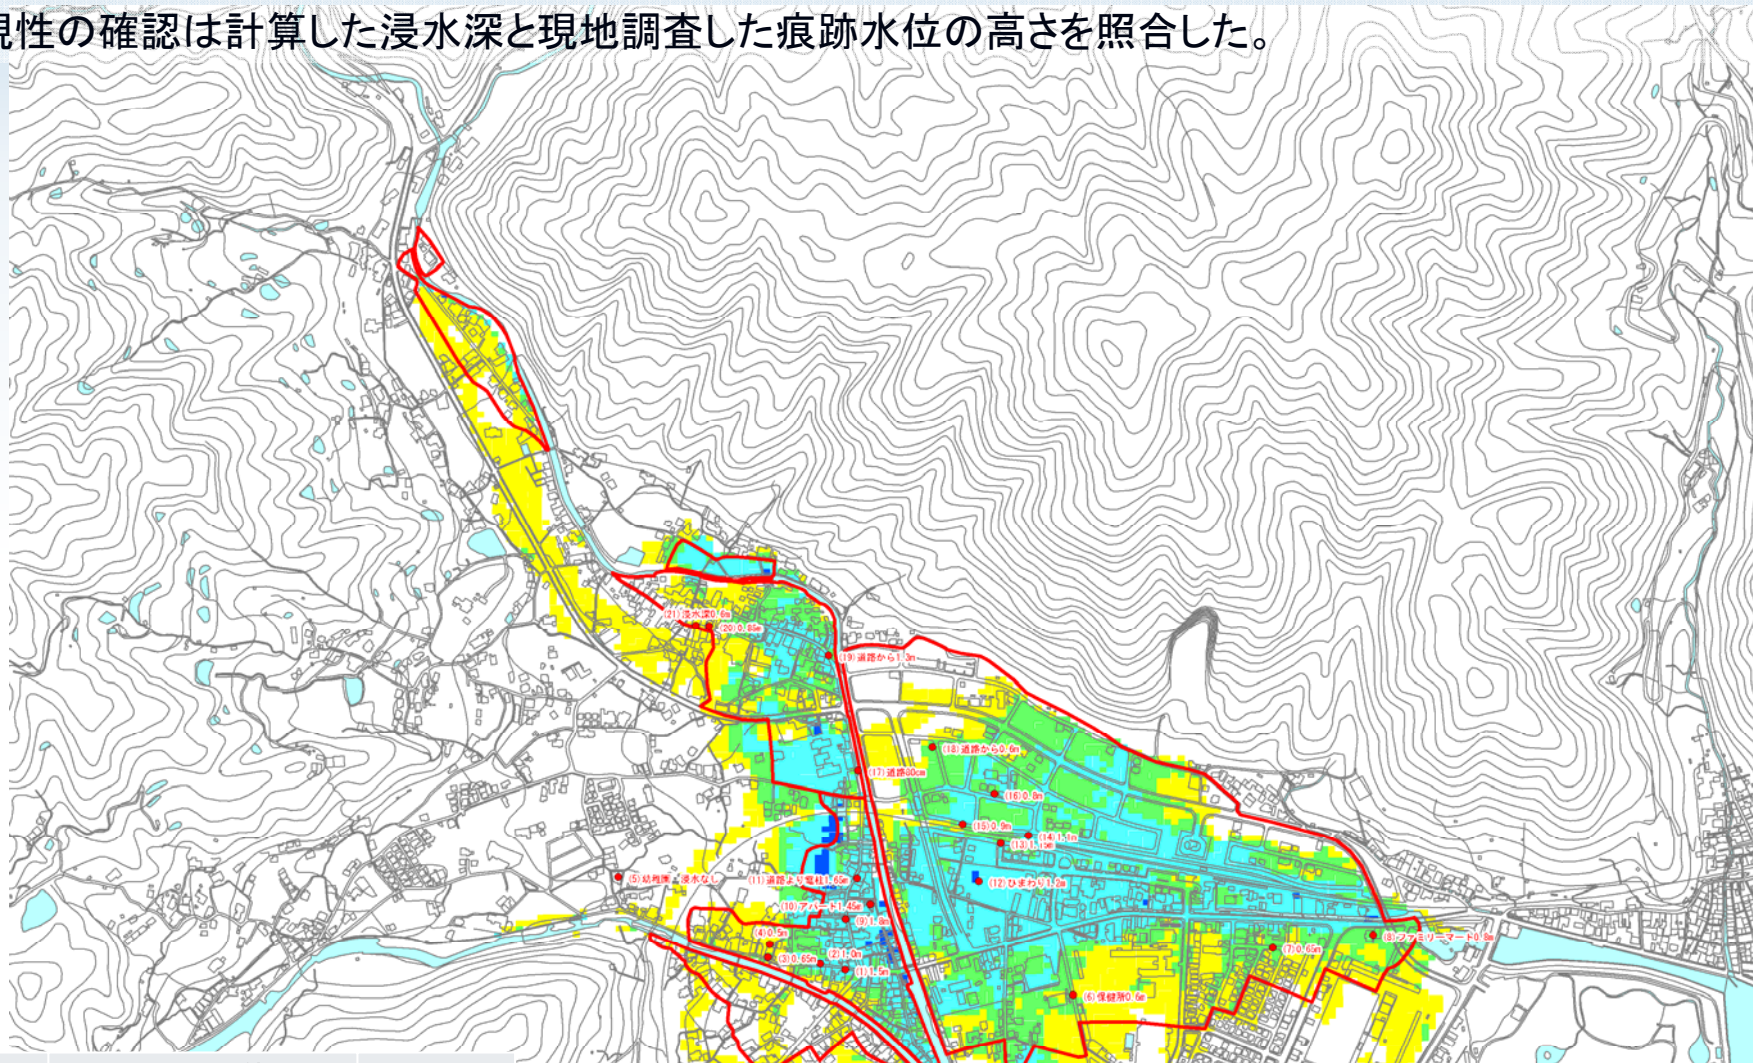 現性の確認は計算した浸水深と現地調査した痕跡水位の高さを照合した。
(21)浸水深0.6m
(20)0.85m
(19)道路から1.3m
(18)道路から0.6m
(17)道路80cm
(16)0.8m
(15)0.9m
(14)1.1m
(13)
(5)幼稚園 浸水なし
(11)道路より電柱1.65m
(12)ひまわり1.2m
(10)アパート1.45m
(9)1.8m
(4)0.5m
(8)ファミリーマート0.8m
(7)0.65m
(2)1.0m
(3)0.65m
(1)1.5m
(6)保健所0.6m